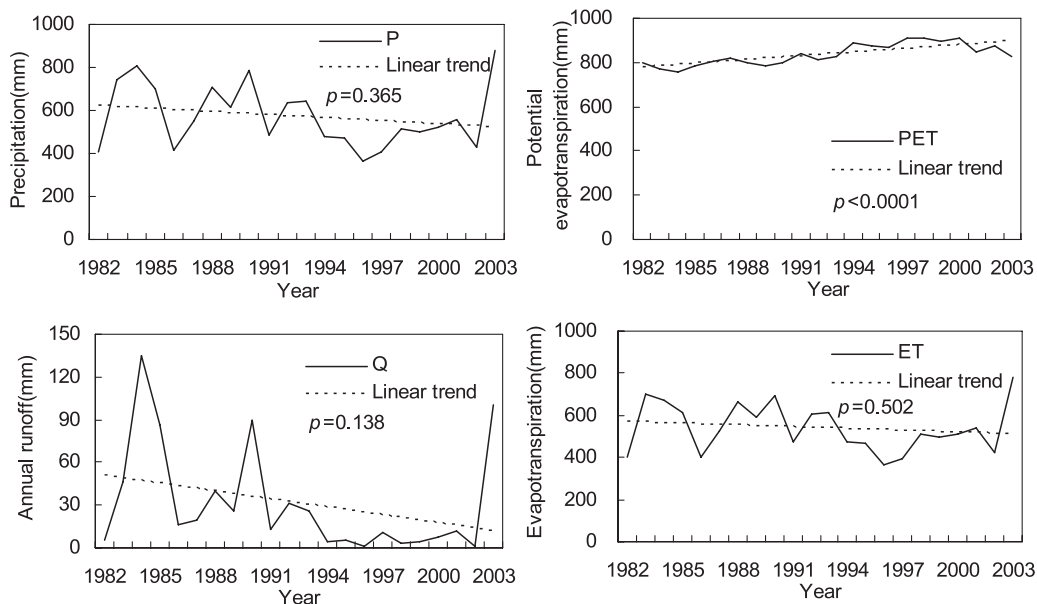 1000
800
600
400
200
0
Precipitation(mm)
P
Linear trend
p=0.365
1982 1985 1988 1991 1994 1997 2000 2003
Year
1000
800
600
400
200
0
Potential
evapotranspiration(mm)
PET
Linear trend
p<0.0001
1982 1985 1988 1991 1994 1997 2000 2003
Year
150
120
90
60
30
0
Annual runoff(mm)
Q
Linear trend
p=0.138
1982 1985 1988 1991 1994 1997 2000 2003
Year
1000
800
600
400
200
0
Evapotranspiration(mm)
ET
Linear trend
p=0.502
1982 1985 1988 1991 1994 1997 2000 2003
Year